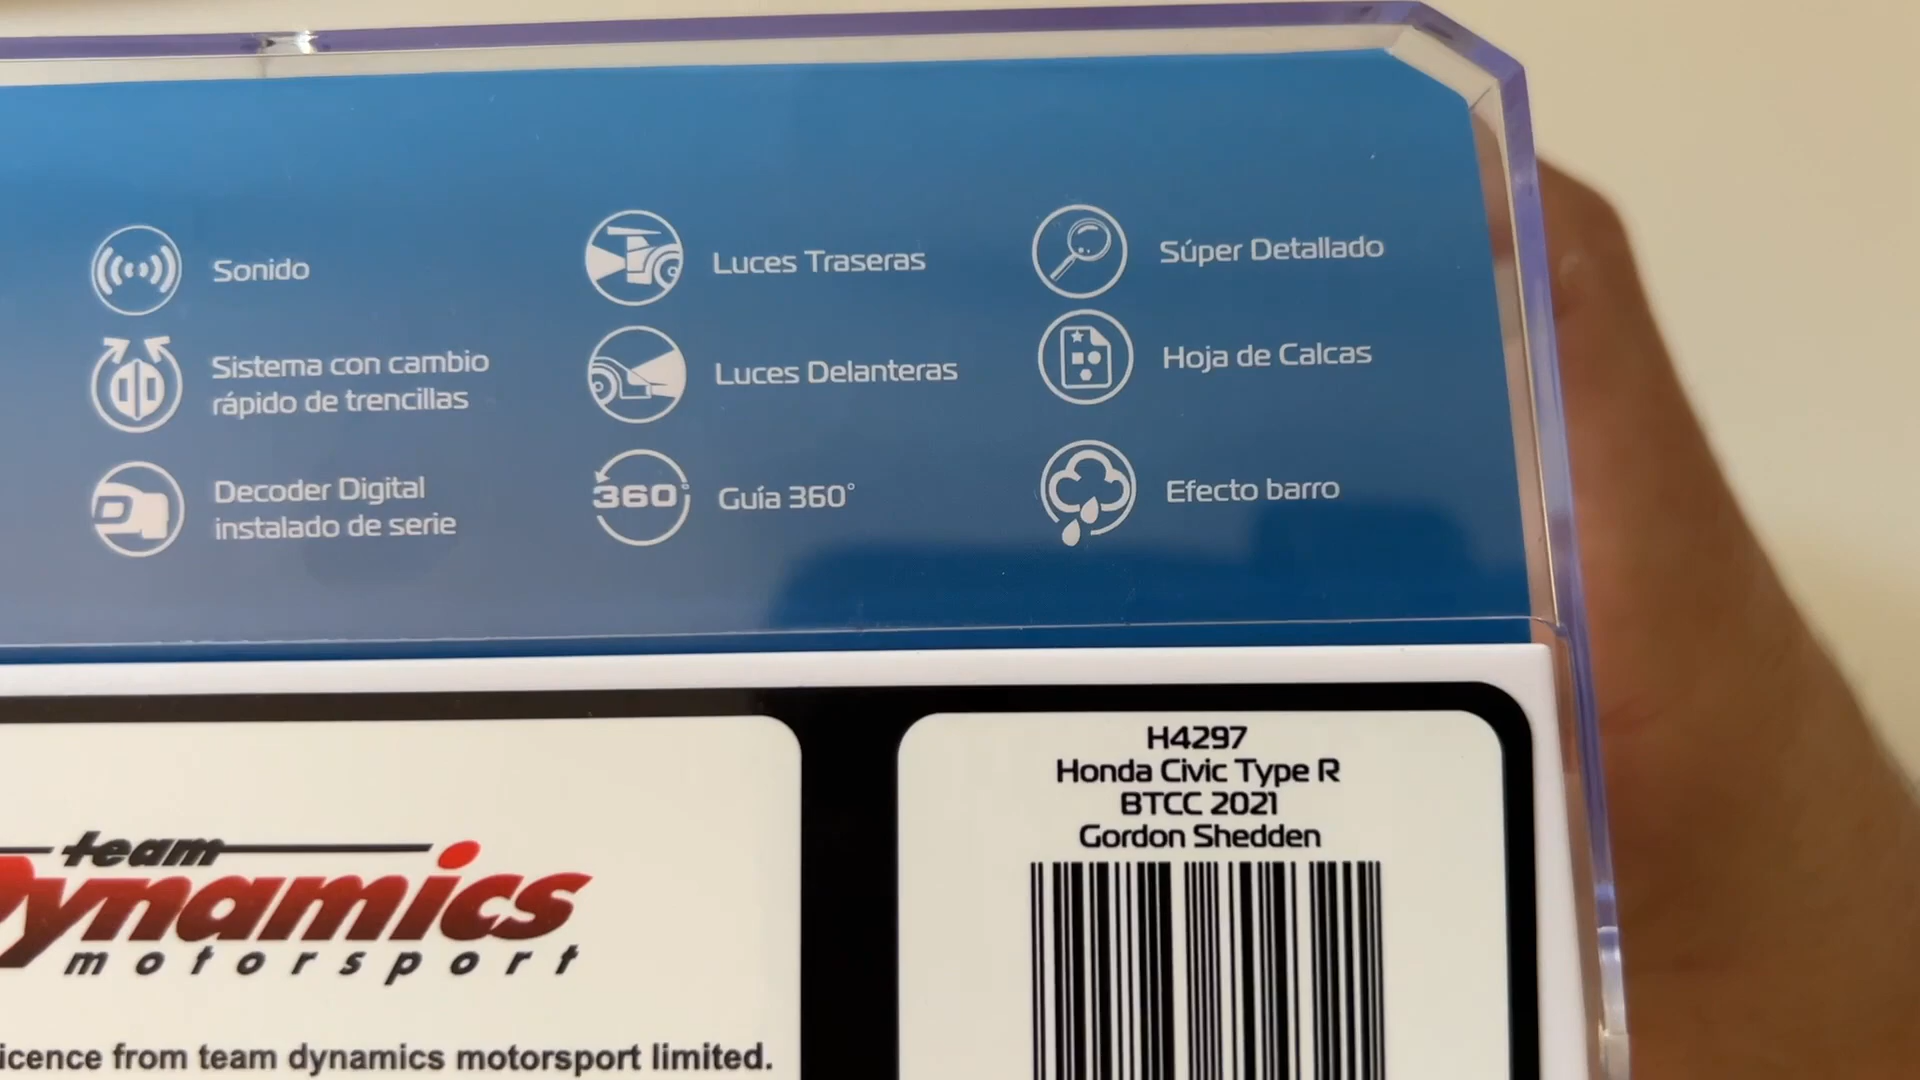 Sonido
Sistema con cambio
rápido de trencillas
Decoder Digital
instalado de serie
Luces Traseras
Luces Delanteras
360°
Guía 360°
Súper Detallado
Hoja de Calcas
Efecto barro
team
Dynamics
motorsport
icence from team dynamics motorsport limited.
H4297
Honda Civic Type R
BTCC 2021
Gordon Shedden